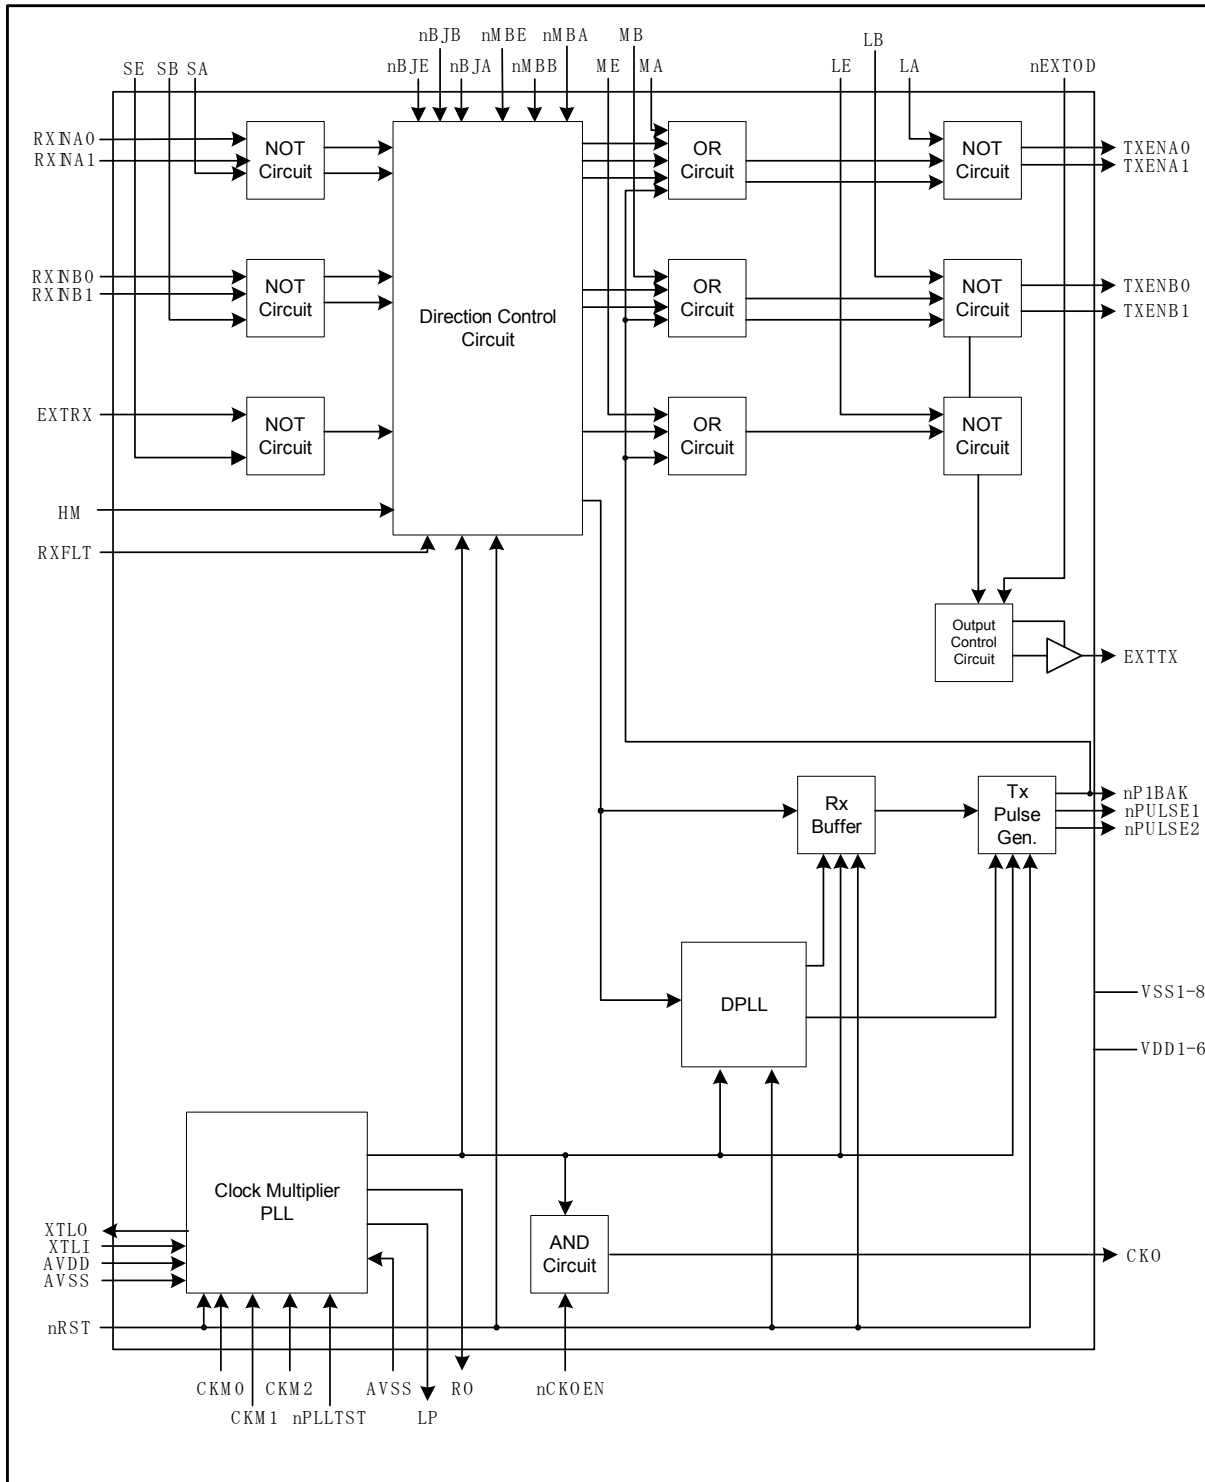 nBJB nMBE nMBA MB LB
SE SB SA nBJE nBJA nMBB ME MA LE LA nEXTOD
RXINA0
RXINA1
NOT
Circuit
OR
Circuit
NOT
Circuit
TXENA0
TXENA1
RXINB0
RXINB1
NOT
Circuit
Direction Control
Circuit
OR
Circuit
NOT
Circuit
TXENB0
TXENB1
EXTRX
NOT
Circuit
OR
Circuit
NOT
Circuit
HM
RXFLT
Output
Control
Circuit
EXTTX
Rx
Buffer
Tx
Pulse
Gen.
nP1BAK
nPULSE1
nPULSE2
DPLL
VSS1-8
VDD1-6
Clock Multiplier
PLL
XTLO
XTLI
AVDD
AVSS
AND
Circuit
CKO
nRST
CKM0 CKM2 AVSS RO nCKOEN
CKM1 nPLLTST LP